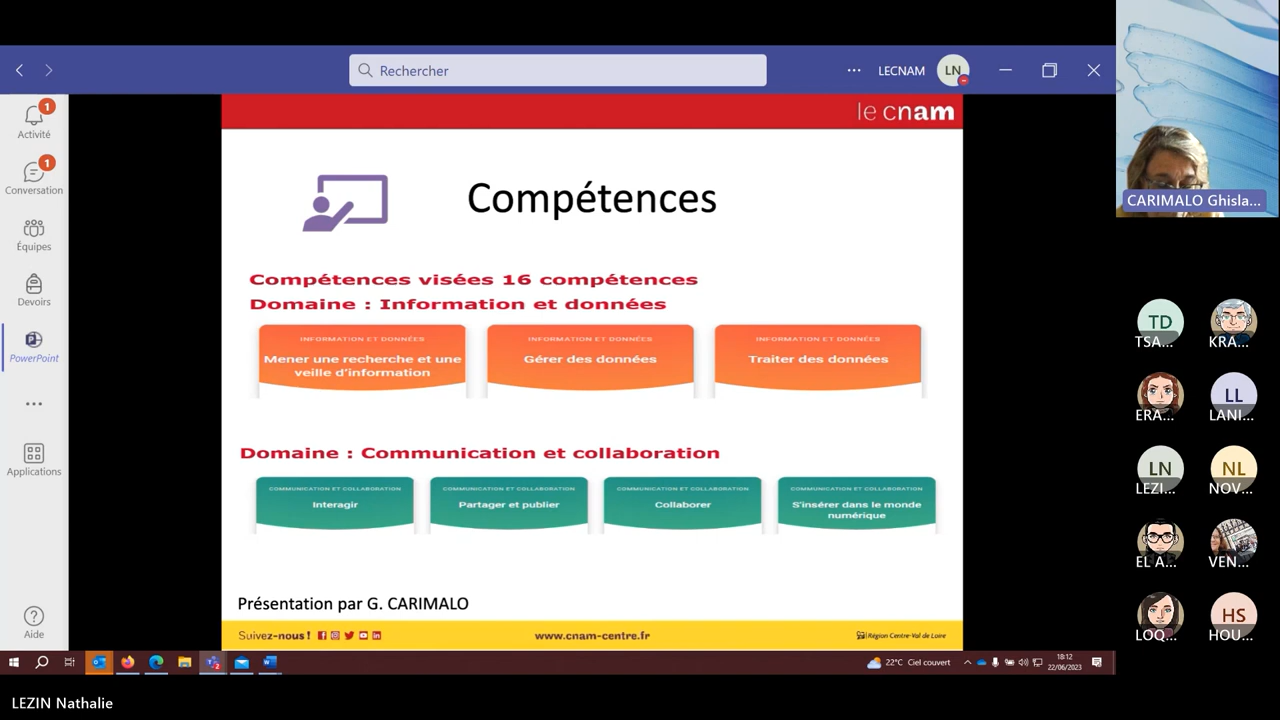 Rechercher
LECNAM
LN
1
Activité
1
Conversation
Équipes
Devoirs
PowerPoint
Applications
Aide
le cnam
Compétences
Compétences visées 16 compétences
Domaine : Information et données
INFORMATION ET DONNÉES
Mener une recherche et une
veille d'information
INFORMATION ET DONNÉES
Gérer des données
INFORMATION ET DONNÉES
Traiter des données
Domaine : Communication et collaboration
COMMUNICATION ET COLLABORATION
Interagir
COMMUNICATION ET COLLABORATION
Partager et publier
COMMUNICATION ET COLLABORATION
Collaborer
COMMUNICATION ET COLLABORATION
S'insérer dans le monde
numérique
Présentation par G. CARIMALO
Suivez-nous !
www.cnam-centre.fr
Région Centre-Val de Loire
22°C Ciel couvert
18:12
22/06/2023
CARIMALO Ghisla...
TD
TSA...
KRA...
ERA...
LL
LANI...
LN
LEZI...
NL
NOV...
EL A...
VEN...
LOQ...
HS
HOU...
LEZIN Nathalie